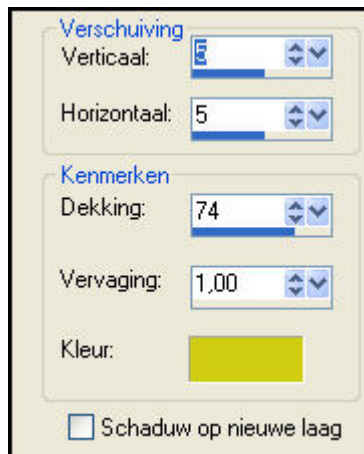 Verschuiving
Verticaal: 5
Horizontaal: 5
Kenmerken
Dekking: 74
Vervaging: 1,00
Kleur:
Schaduw op nieuwe laag